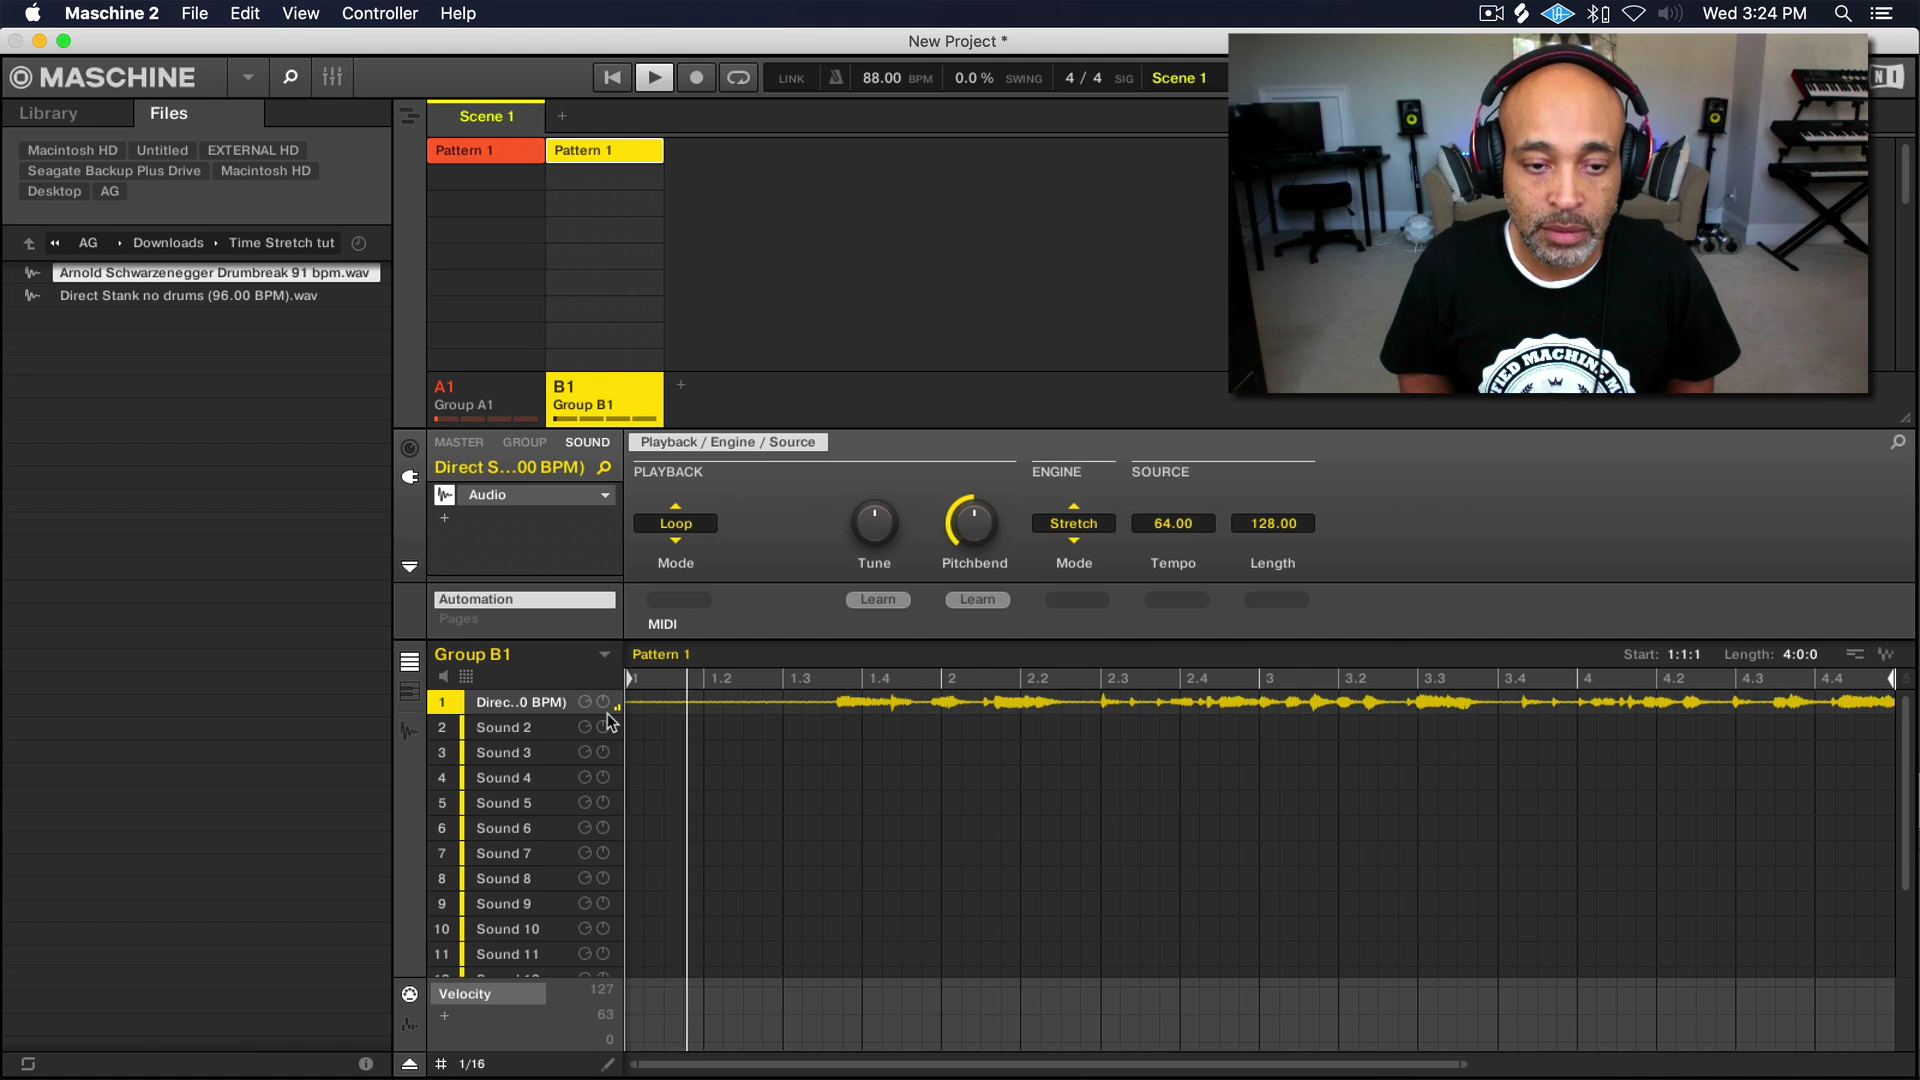 Maschine 2 File Edit View Controller Help Wed 3:24 PM
New Project *
MASCHINE LINK 88.00 BPM 0.0 % SWING 4 / 4 SIG Scene 1
Library Files
Macintosh HD Untitled EXTERNAL HD
Seagate Backup Plus Drive Macintosh HD
Desktop AG
AG Downloads Time Stretch tut
Arnold Schwarzenegger Drumbreak 91 bpm.wav
Direct Stank no drums (96.00 BPM).wav
Scene 1 +
Pattern 1 Pattern 1
A1 B1 +
Group A1 Group B1
MASTER GROUP SOUND Playback / Engine / Source
Direct S...00 BPM)
PLAYBACK ENGINE SOURCE
Audio
+
Loop Stretch 64.00 128.00
Mode Tune Pitchbend Mode Tempo Length
Automation Learn Learn
Pages
MIDI
Group B1 Pattern 1 Start: 1:1:1 Length: 4:0:0
1 1.2 1.3 1.4 2 2.2 2.3 2.4 3 3.2 3.3 3.4 4 4.2 4.3 4.4 5
1 Direc..0 BPM)
2 Sound 2
3 Sound 3
4 Sound 4
5 Sound 5
6 Sound 6
7 Sound 7
8 Sound 8
9 Sound 9
10 Sound 10
11 Sound 11
Velocity 127
+ 63
0
1/16
NI
MACHINE